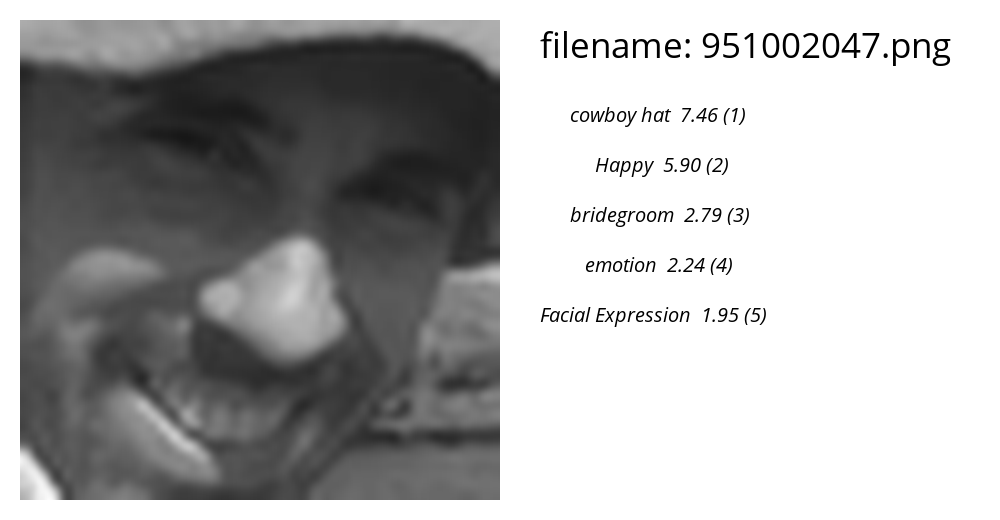 filename: 951002047.png
cowboy hat 7.46 (1)
Happy 5.90 (2)
bridegroom 2.79 (3)
emotion 2.24 (4)
Facial Expression 1.95 (5)